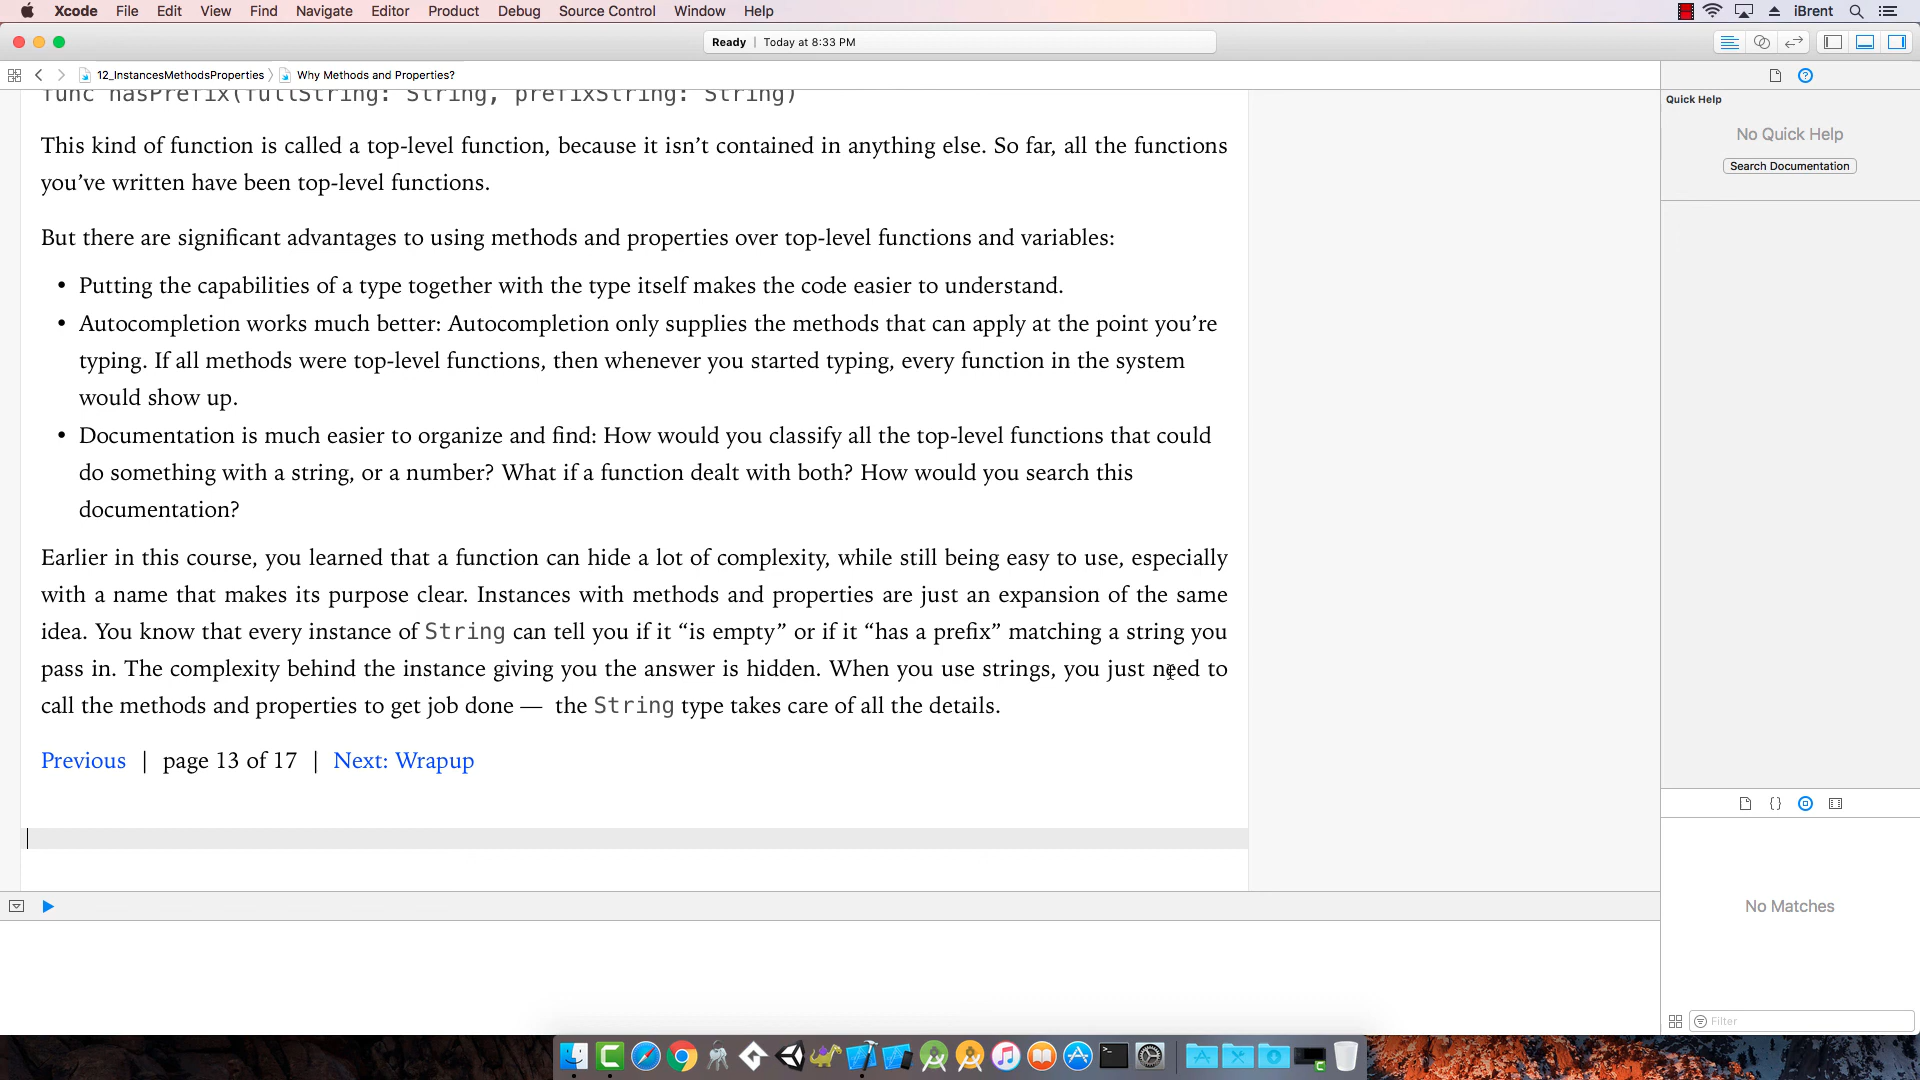 Xcode File Edit View Find Navigate Editor Product Debug Source Control Window Help iBrent
Ready | Today at 8:33 PM
12_InstancesMethodsProperties Why Methods and Properties?
Quick Help
No Quick Help
Search Documentation
func hasPrefix(fullString: String, prefixString: String)
This kind of function is called a top-level function, because it isn’t contained in anything else. So far, all the functions
you’ve written have been top-level functions.
But there are significant advantages to using methods and properties over top-level functions and variables:
• Putting the capabilities of a type together with the type itself makes the code easier to understand.
• Autocompletion works much better: Autocompletion only supplies the methods that can apply at the point you’re
typing. If all methods were top-level functions, then whenever you started typing, every function in the system
would show up.
• Documentation is much easier to organize and find: How would you classify all the top-level functions that could
do something with a string, or a number? What if a function dealt with both? How would you search this
documentation?
Earlier in this course, you learned that a function can hide a lot of complexity, while still being easy to use, especially
with a name that makes its purpose clear. Instances with methods and properties are just an expansion of the same
idea. You know that every instance of String can tell you if it “is empty” or if it “has a prefix” matching a string you
pass in. The complexity behind the instance giving you the answer is hidden. When you use strings, you just need to
call the methods and properties to get job done — the String type takes care of all the details.
Previous | page 13 of 17 | Next: Wrapup
No Matches
Filter